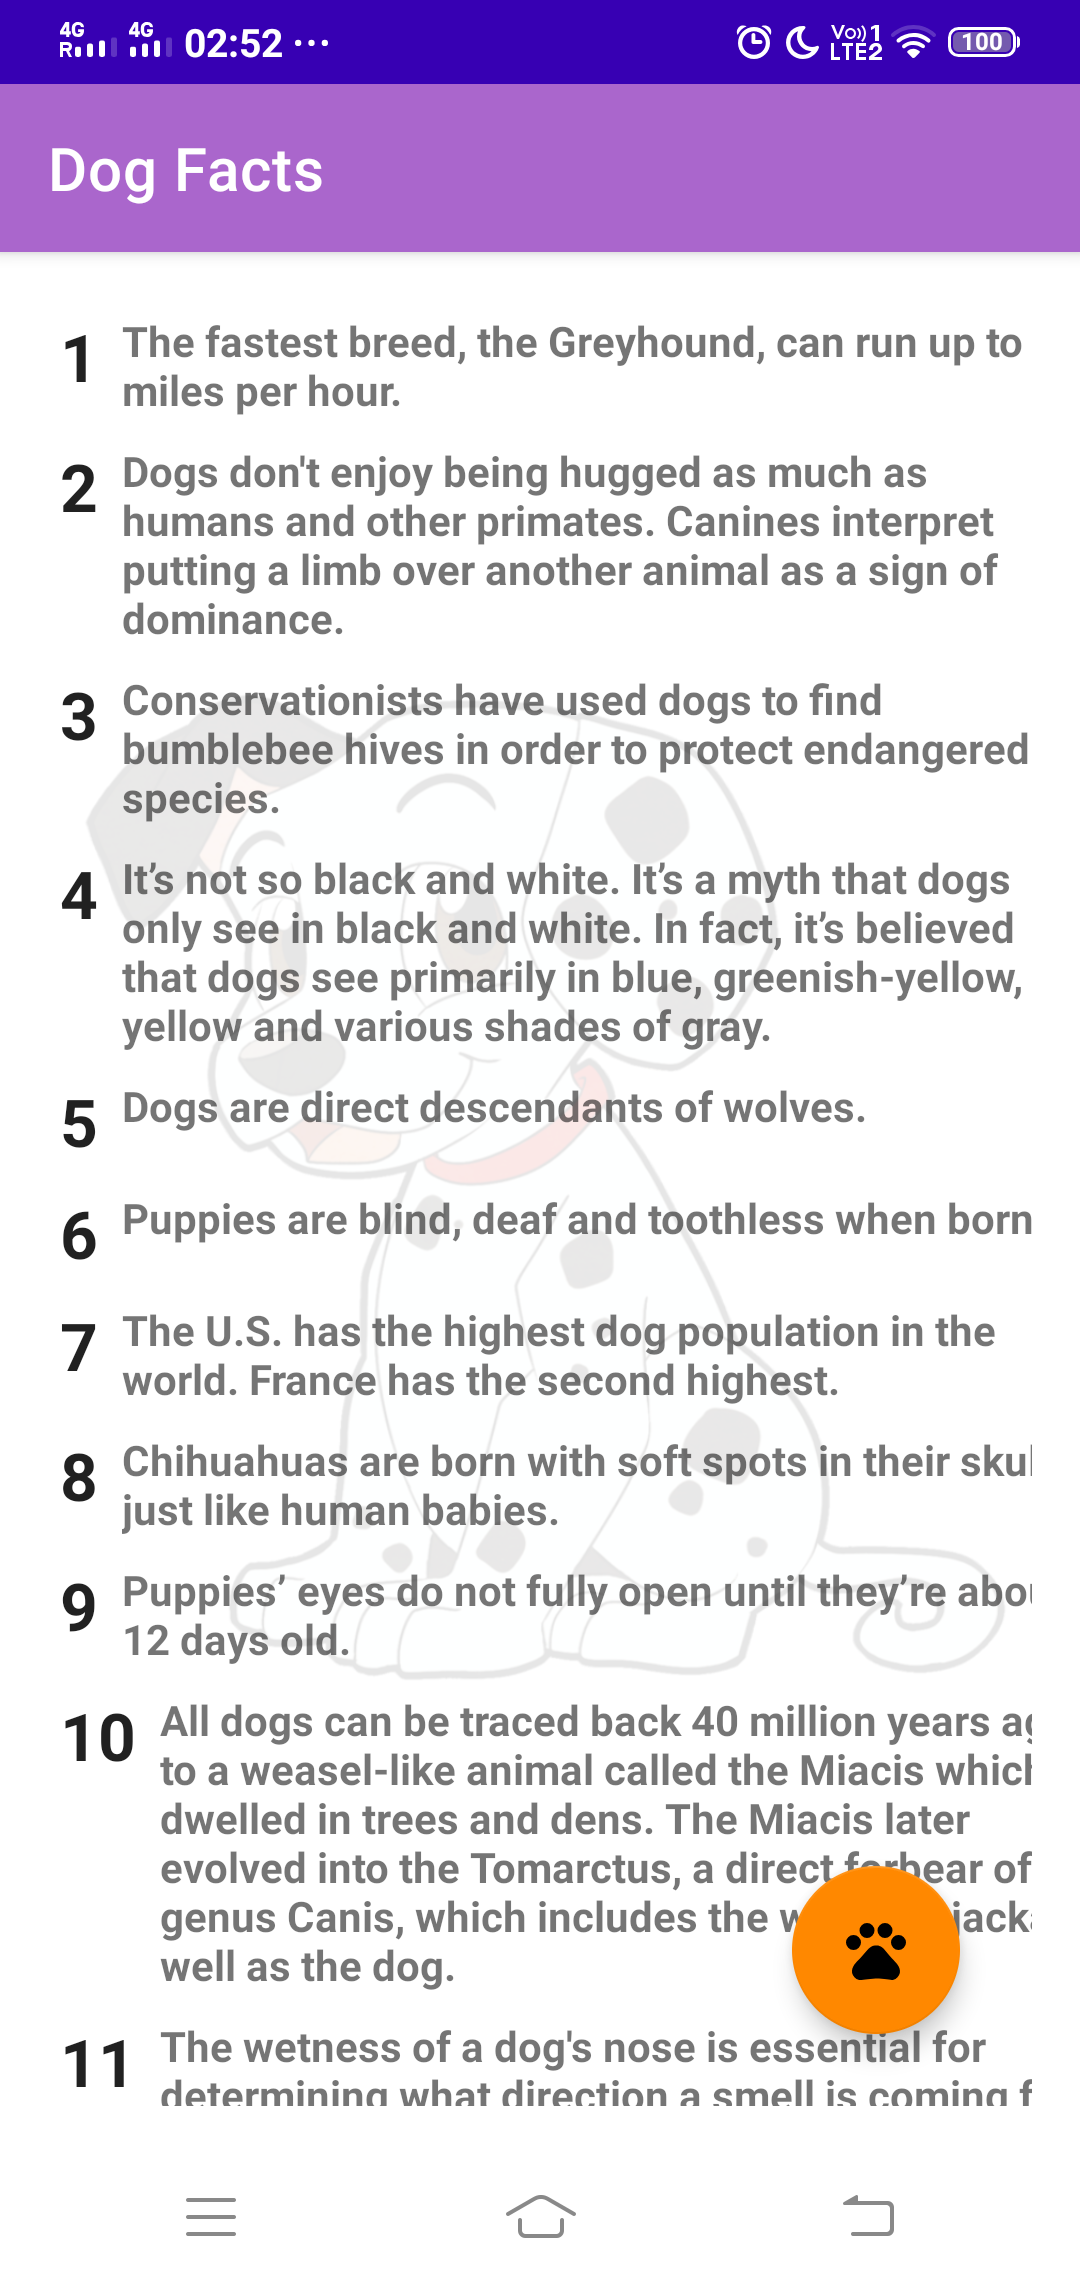 4G R 4G 02:52 ... Vo)) 1 LTE2 100
Dog Facts
1 The fastest breed, the Greyhound, can run up to
miles per hour.
2 Dogs don't enjoy being hugged as much as
humans and other primates. Canines interpret
putting a limb over another animal as a sign of
dominance.
3 Conservationists have used dogs to find
bumblebee hives in order to protect endangered
species.
4 It’s not so black and white. It’s a myth that dogs
only see in black and white. In fact, it’s believed
that dogs see primarily in blue, greenish-yellow,
yellow and various shades of gray.
5 Dogs are direct descendants of wolves.
6 Puppies are blind, deaf and toothless when born
7 The U.S. has the highest dog population in the
world. France has the second highest.
8 Chihuahuas are born with soft spots in their
just like human babies.
9 Puppies’ eyes do not fully open until they’re
12 days old.
10 All dogs can be traced back 40 million years
to a weasel-like animal called the Miacis which
dwelled in trees and dens. The Miacis later
evolved into the Tomarctus, a direct forbear of
genus Canis, which includes the
well as the dog.
11 The wetness of a dog's nose is essential for
determining what direction a smell is coming